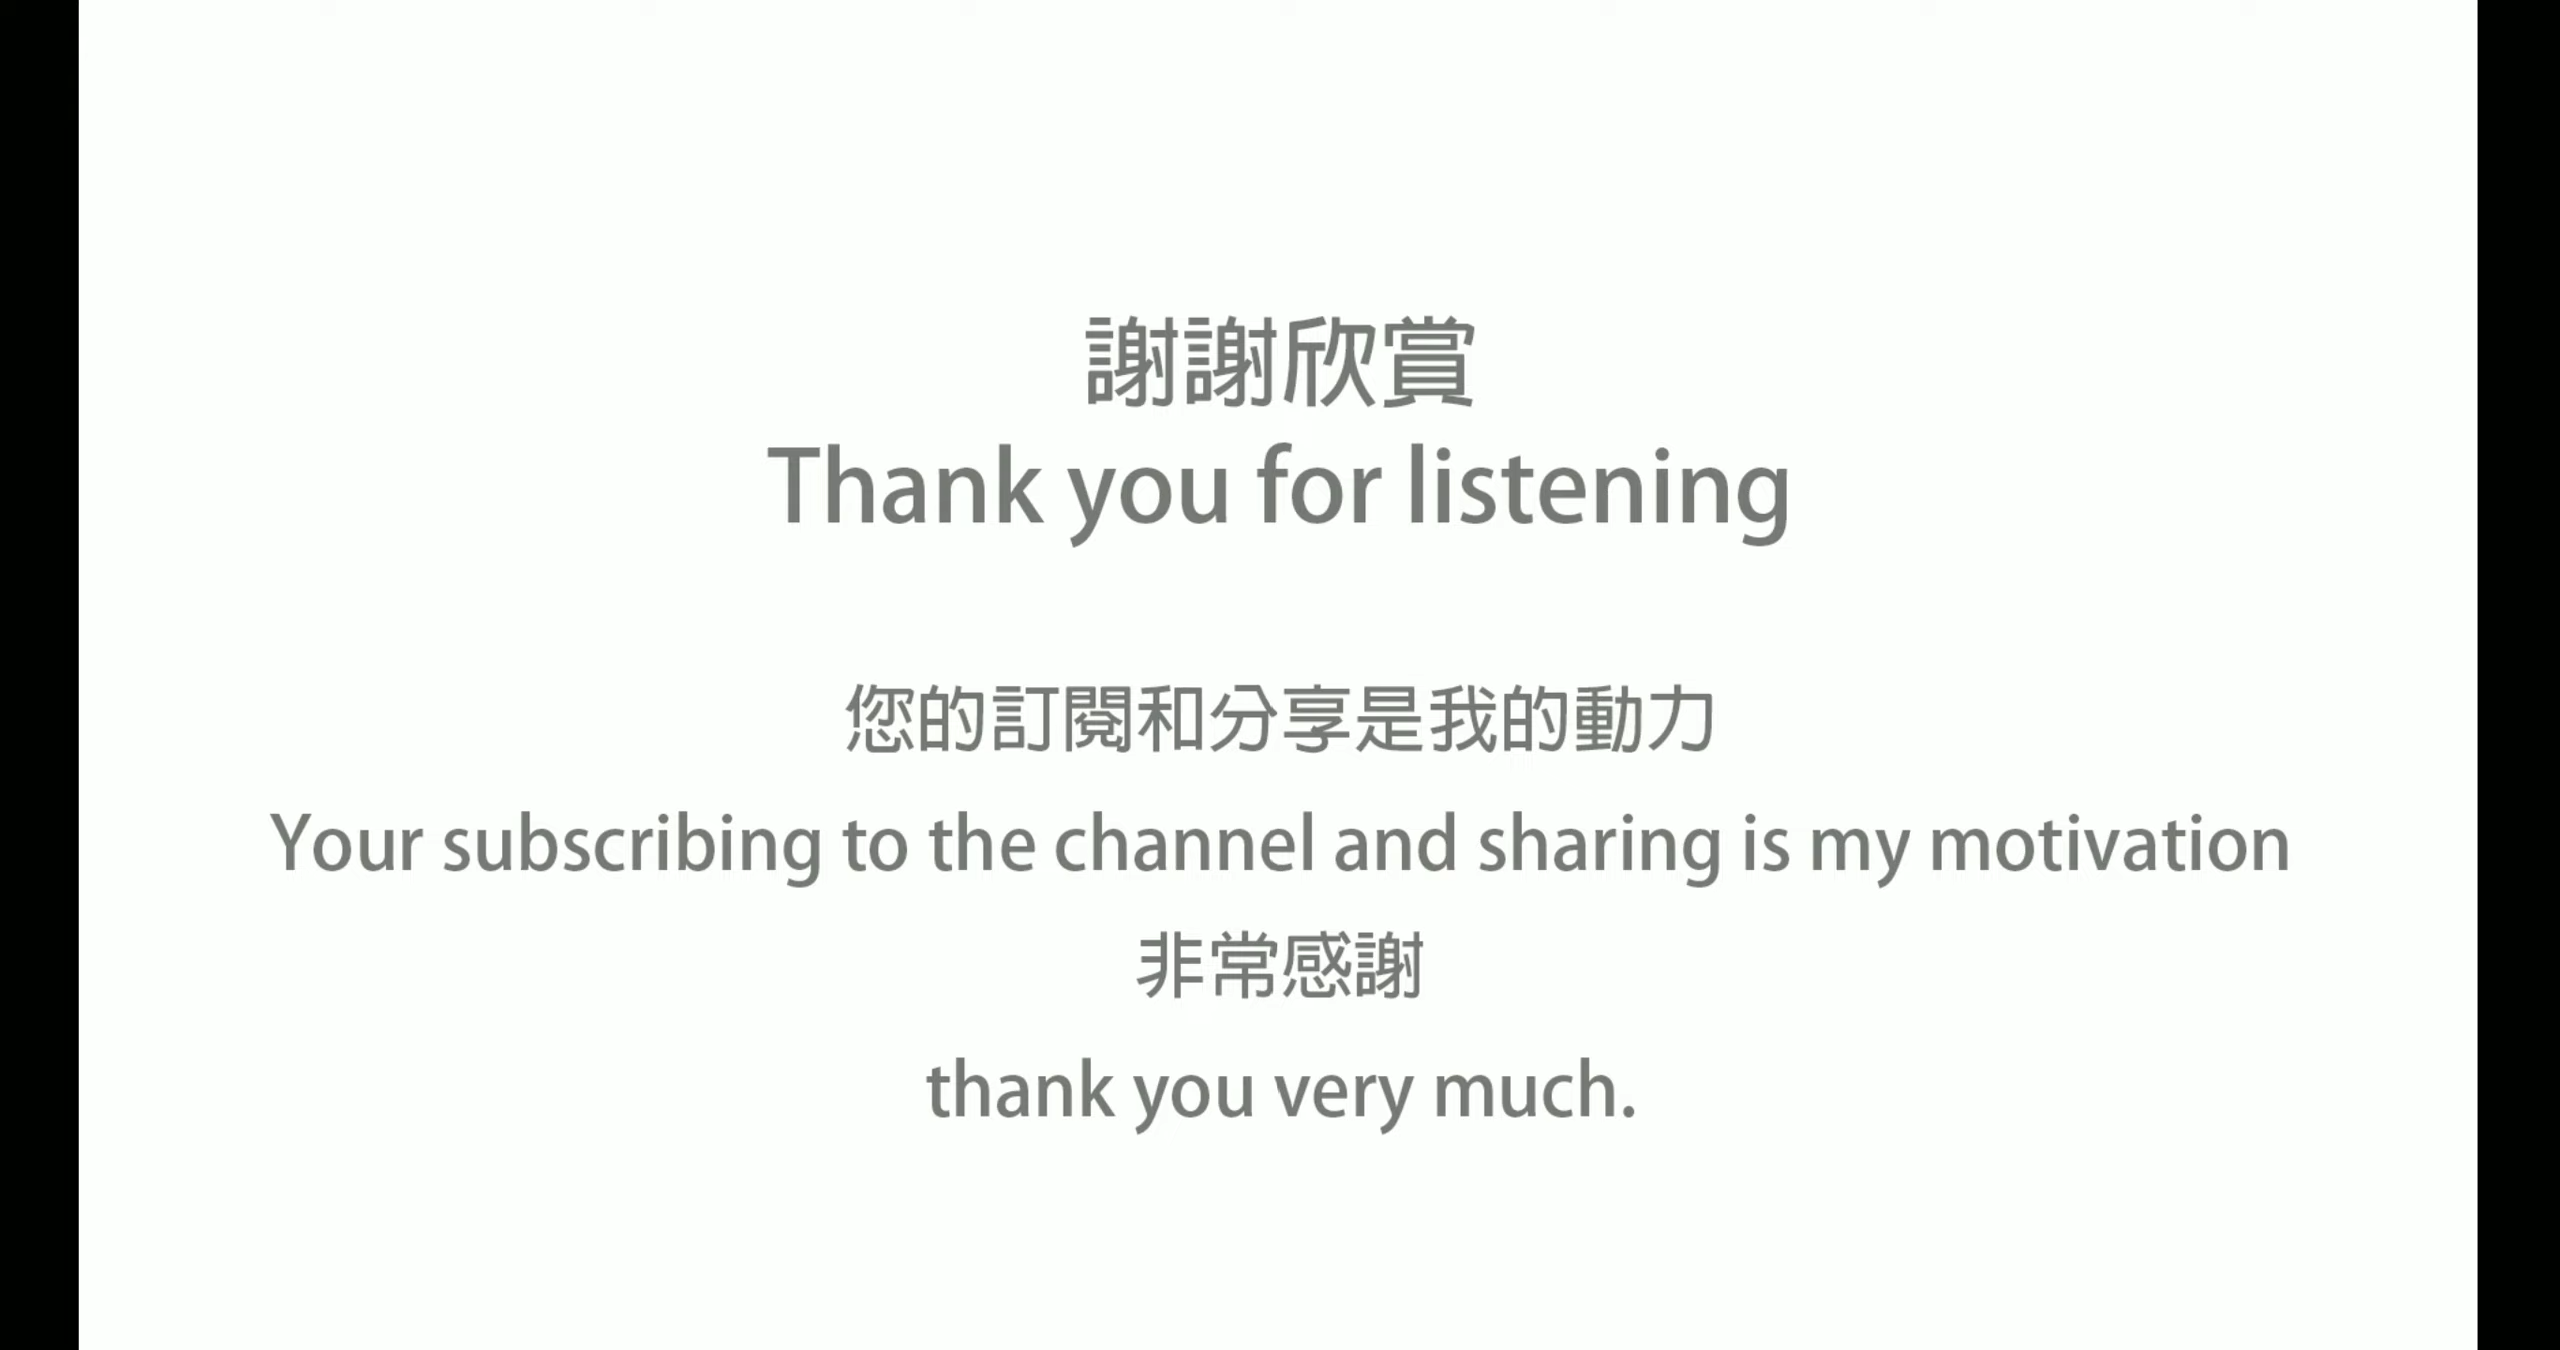 謝謝欣賞
Thank you for listening
您的訂閱和分享是我的動力
Your subscribing to the channel and sharing is my motivation
非常感謝
thank you very much.